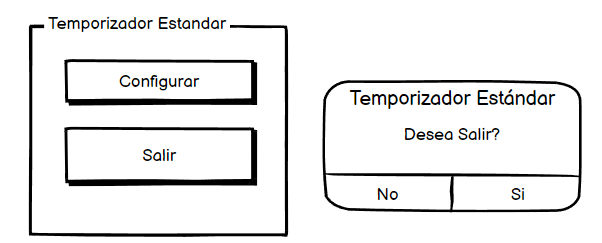 Temporizador Estandar
Configurar
Salir
Temporizador Estándar
Desea Salir?
No
Si